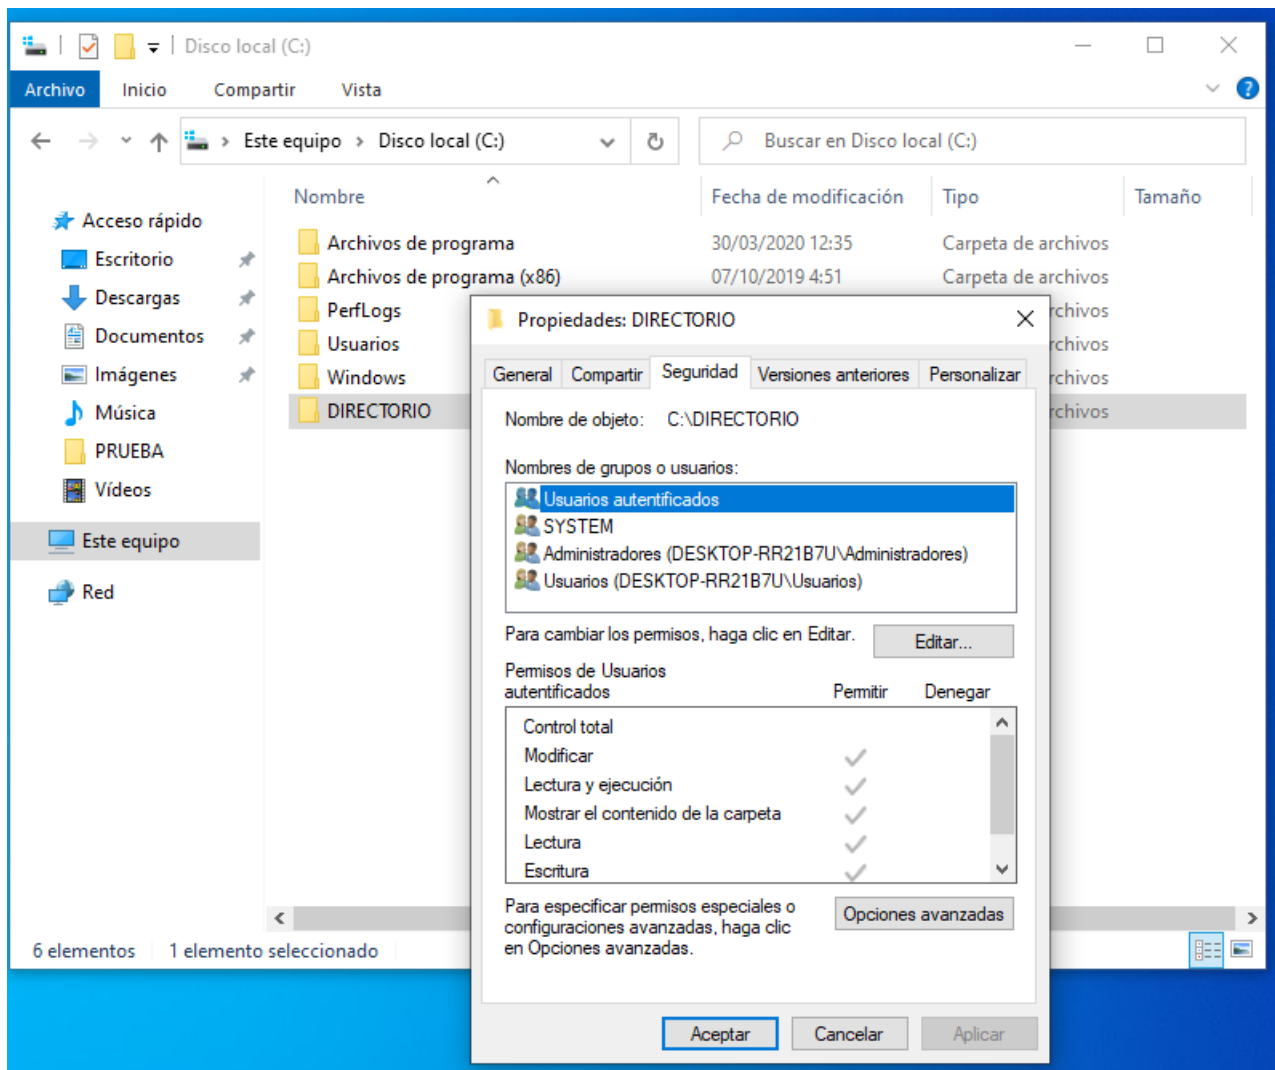 Disco local (C:)
Archivo Inicio Compartir Vista
Este equipo Disco local (C:) Buscar en Disco local (C:)
Nombre Fecha de modificación Tipo Tamaño
Acceso rápido
Escritorio
Descargas
Documentos
Imágenes
Música
PRUEBA
Vídeos
Este equipo
Red
Archivos de programa 30/03/2020 12:35 Carpeta de archivos
Archivos de programa (x86) 07/10/2019 4:51 Carpeta de archivos
PerfLogs rchivos
Usuarios rchivos
Windows rchivos
DIRECTORIO rchivos
6 elementos 1 elemento seleccionado
Propiedades: DIRECTORIO
General Compartir Seguridad Versiones anteriores Personalizar
Nombre de objeto: C:\DIRECTORIO
Nombres de grupos o usuarios:
Usuarios autentificados
SYSTEM
Administradores (DESKTOP-RR21B7U\Administradores)
Usuarios (DESKTOP-RR21B7U\Usuarios)
Para cambiar los permisos, haga clic en Editar. Editar...
Permisos de Usuarios
autentificados Permitir Denegar
Control total
Modificar
Lectura y ejecución
Mostrar el contenido de la carpeta
Lectura
Escritura
Para especificar permisos especiales o
configuraciones avanzadas, haga clic
en Opciones avanzadas.
Opciones avanzadas
Aceptar Cancelar Aplicar